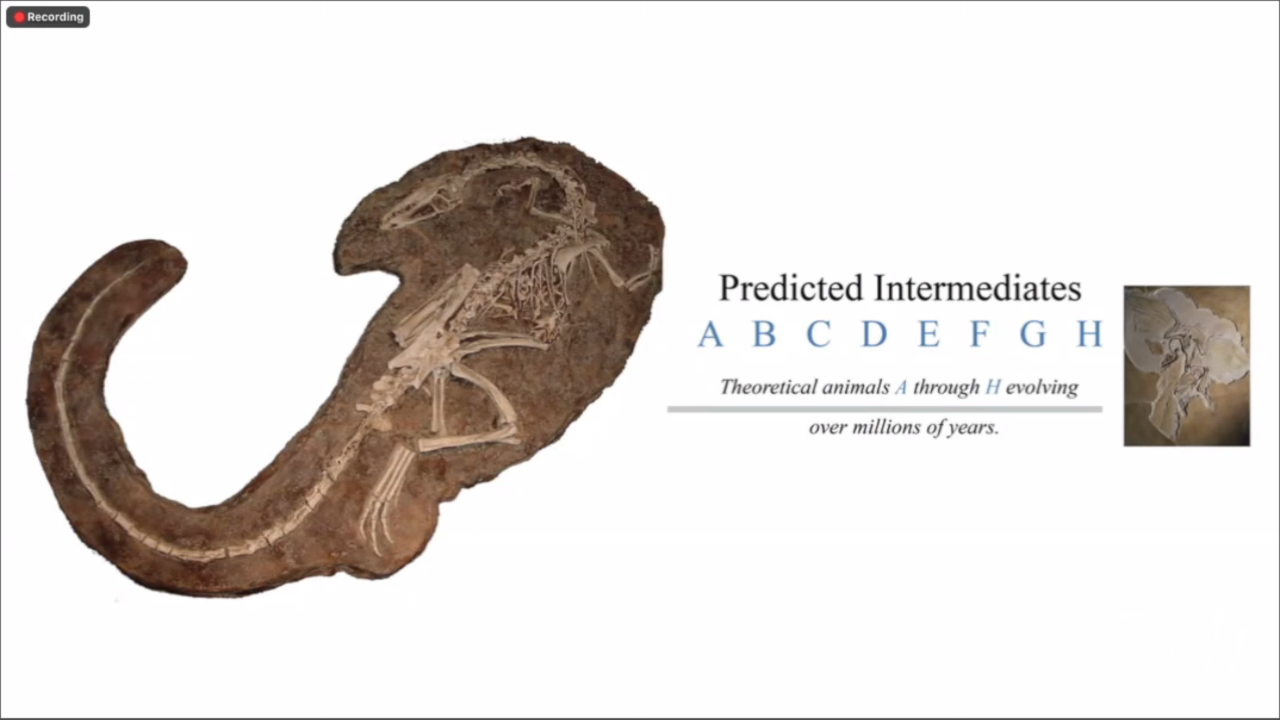 Recording
Predicted Intermediates
A B C D E F G H
Theoretical animals A through H evolving
over millions of years.